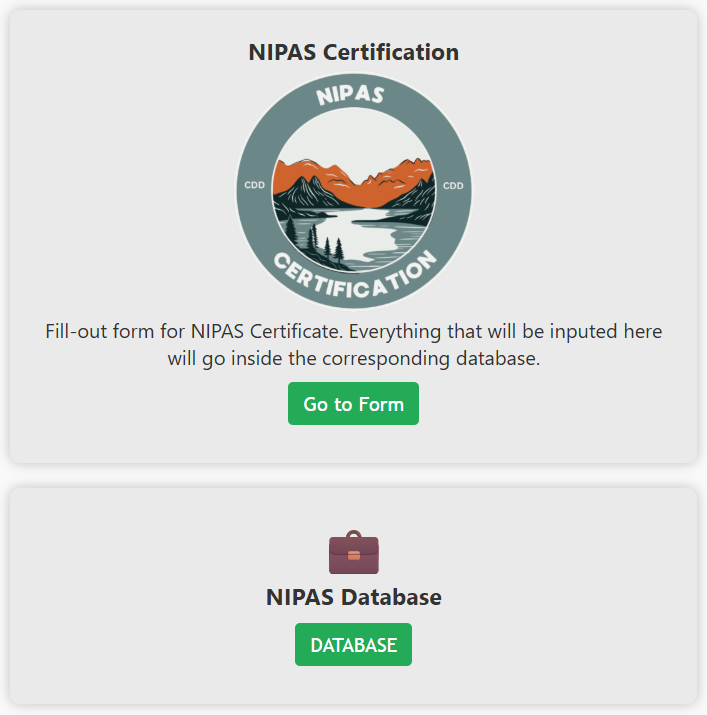 NIPAS Certification
NIPAS
CDD
CDD
CERTIFICATION
Fill-out form for NIPAS Certificate. Everything that will be inputed here
will go inside the corresponding database.
Go to Form
NIPAS Database
DATABASE